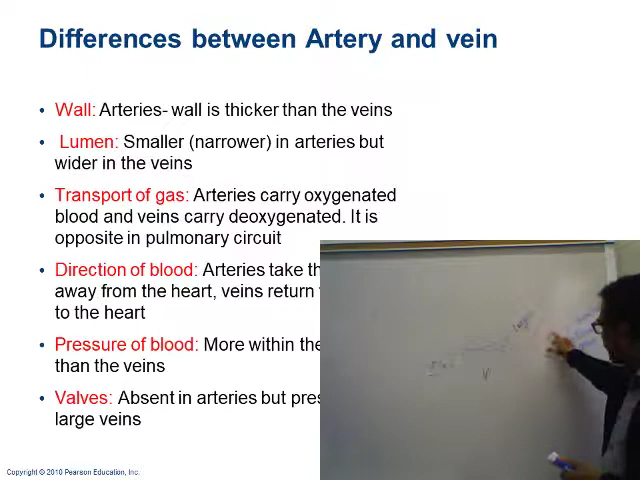 Differences between Artery and vein
• Wall: Arteries- wall is thicker than the veins
• Lumen: Smaller (narrower) in arteries but
wider in the veins
• Transport of gas: Arteries carry oxygenated
blood and veins carry deoxygenated. It is
opposite in pulmonary circuit
• Direction of blood: Arteries take
away from the heart, veins return
to the heart
• Pressure of blood: More within the
than the veins
• Valves: Absent in arteries but
large veins
Copyright © 2010 Pearson Education, Inc.